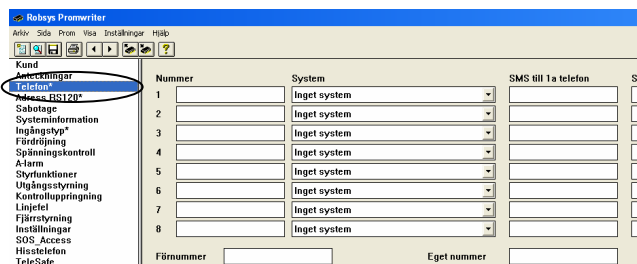 Robsys Promwriter
Arkiv Sida Prom Visa Inställningar Hjälp
Kund
Anteckningar
Telefon*
Adress RS120*
Sabotage
Systeminformation
Ingångstyp*
Fördröjning
Spänningskontroll
A-larm
Styrfunktioner
Utgångsstyrning
Kontrolluppringning
Linjefel
Fjärrstyrning
Inställningar
SOS_Access
Hisstelefon
TeleSafe
Nummer System SMS till 1a telefon S
1 Inget system
2 Inget system
3 Inget system
4 Inget system
5 Inget system
6 Inget system
7 Inget system
8 Inget system
Förnummer Eget nummer